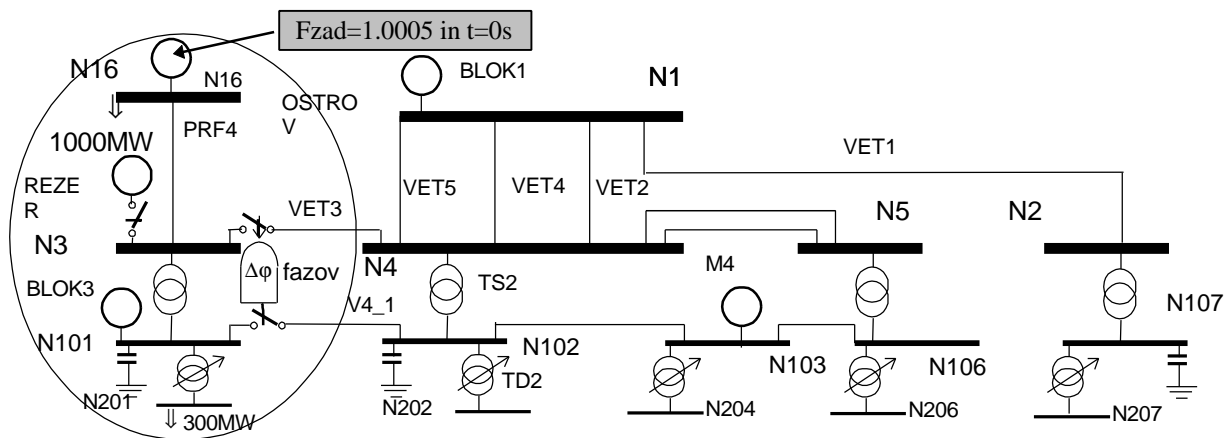 Fzad=1.0005 in t=0s
N16
N16
BLOK1
N1
OSTRO
V
PRF4
1000MW
VET1
REZE
R
VET5
VET4
VET2
VET3
N5
N2
N3
N4
M4
Δφ
fazov
TS2
BLOK3
V4_1
N107
N101
N102
N103
N106
TD2
N201
300MW
N202
N204
N206
N207